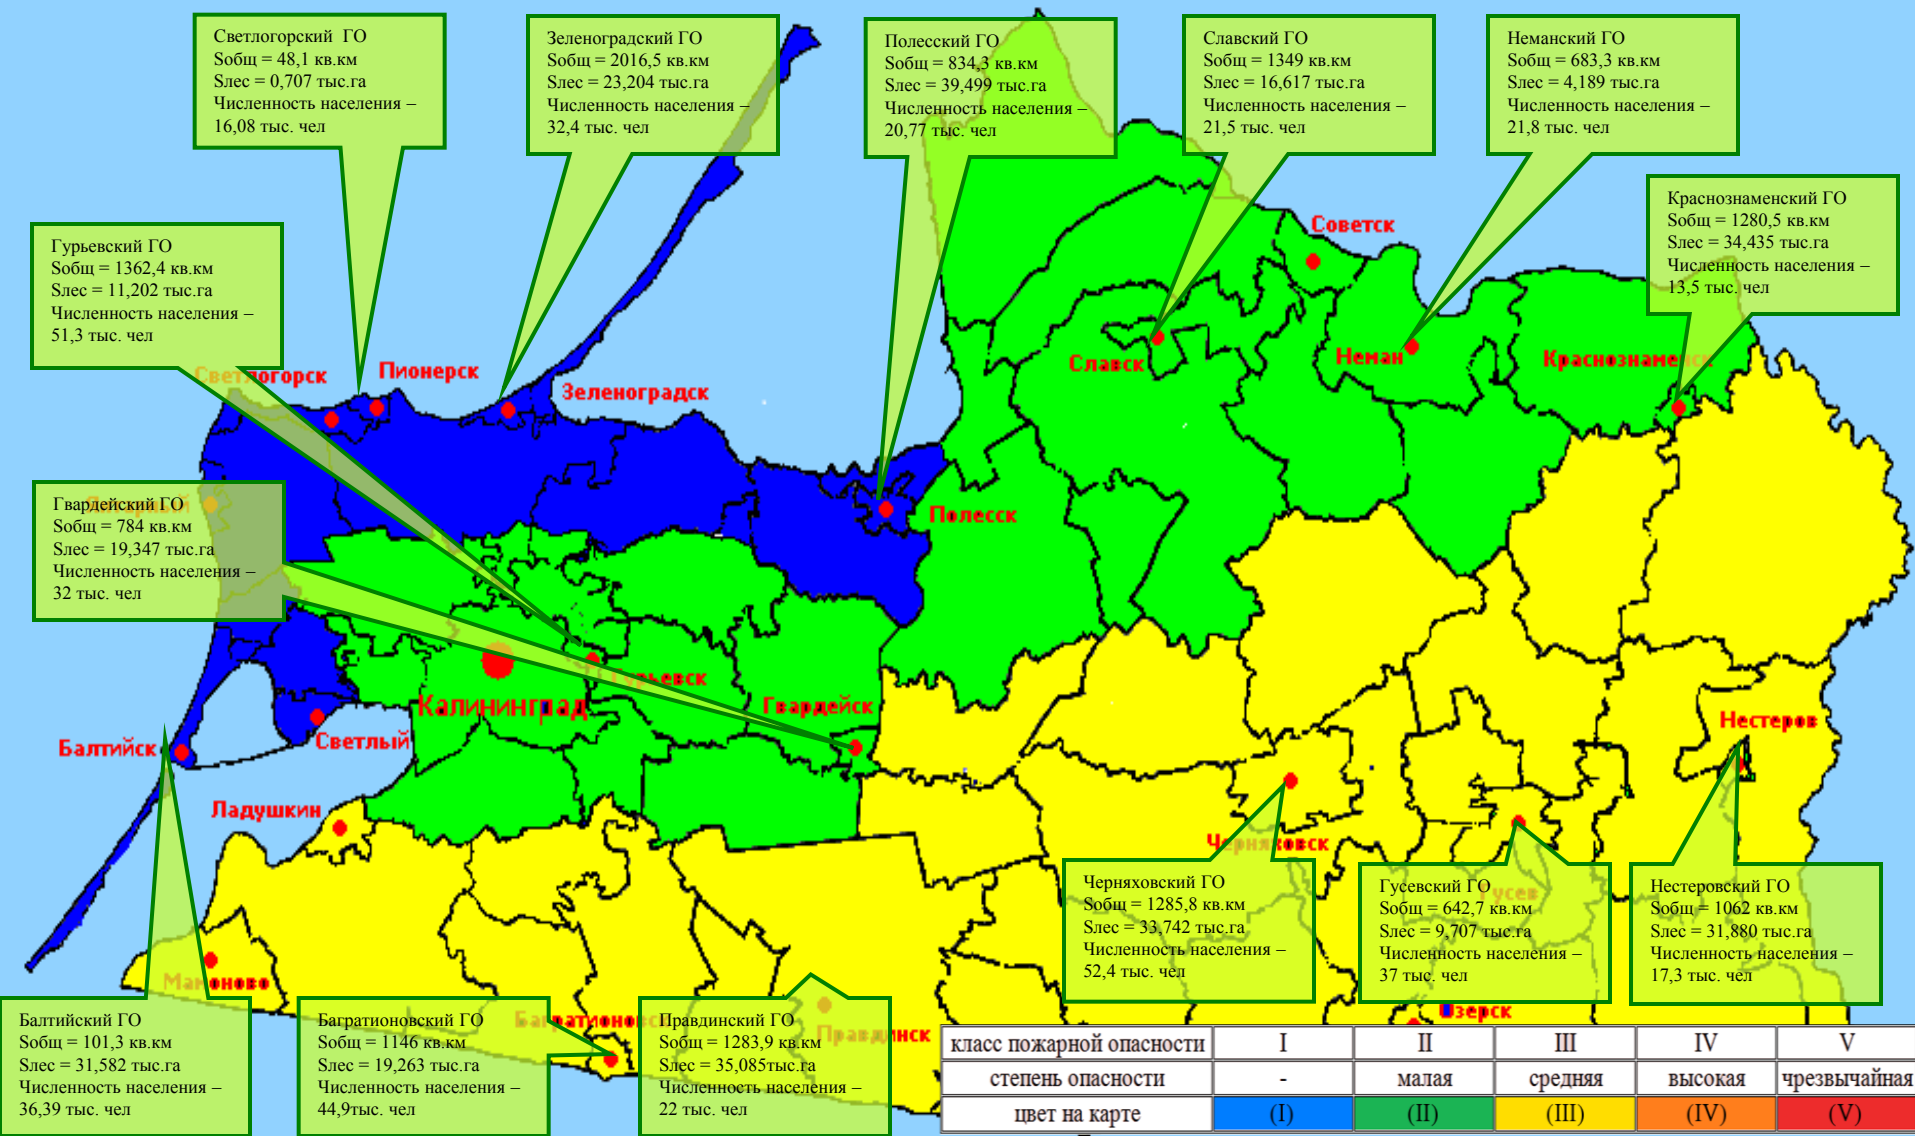 Светлогорский ГО
Sобщ = 48,1 кв.км
Sлес = 0,707 тыс.га
Численность населения –
16,08 тыс. чел
Зеленоградский ГО
Sобщ = 2016,5 кв.км
Sлес = 23,204 тыс.га
Численность населения –
32,4 тыс. чел
Полесский ГО
Sобщ = 834,3 кв.км
Sлес = 39,499 тыс.га
Численность населения –
20,77 тыс. чел
Славский ГО
Sобщ = 1349 кв.км
Sлес = 16,617 тыс.га
Численность населения –
21,5 тыс. чел
Неманский ГО
Sобщ = 683,3 кв.км
Sлес = 4,189 тыс.га
Численность населения –
21,8 тыс. чел
Краснознаменский ГО
Sобщ = 1280,5 кв.км
Sлес = 34,435 тыс.га
Численность населения –
13,5 тыс. чел
Гурьевский ГО
Sобщ = 1362,4 кв.км
Sлес = 11,202 тыс.га
Численность населения –
51,3 тыс. чел
Советск
Светлогорск
Пионерск
Зеленоградск
Славск
Неман
Краснознаменск
Гвардейский ГО
Sобщ = 784 кв.км
Sлес = 19,347 тыс.га
Численность населения –
32 тыс. чел
Полесск
Гурьевск
Калининград
Гвардейск
Нестеров
Балтийск
Светлый
Ладушкин
Черняховск
Черняховский ГО
Sобщ = 1285,8 кв.км
Sлес = 33,742 тыс.га
Численность населения –
52,4 тыс. чел
Гусевский ГО
Sобщ = 642,7 кв.км
Sлес = 9,707 тыс.га
Численность населения –
37 тыс. чел
Гусев
Нестеровский ГО
Sобщ = 1062 кв.км
Sлес = 31,880 тыс.га
Численность населения –
17,3 тыс. чел
Мамоново
Озерск
Балтийский ГО
Sобщ = 101,3 кв.км
Sлес = 31,582 тыс.га
Численность населения –
36,39 тыс. чел
Багратионовский ГО
Sобщ = 1146 кв.км
Sлес = 19,263 тыс.га
Численность населения –
44,9тыс. чел
Багратионовск
Правдинский ГО
Sобщ = 1283,9 кв.км
Sлес = 35,085тыс.га
Численность населения –
22 тыс. чел
Правдинск
класс пожарной опасности I II III IV V
степень опасности - малая средняя высокая чрезвычайная
цвет на карте (I) (II) (III) (IV) (V)